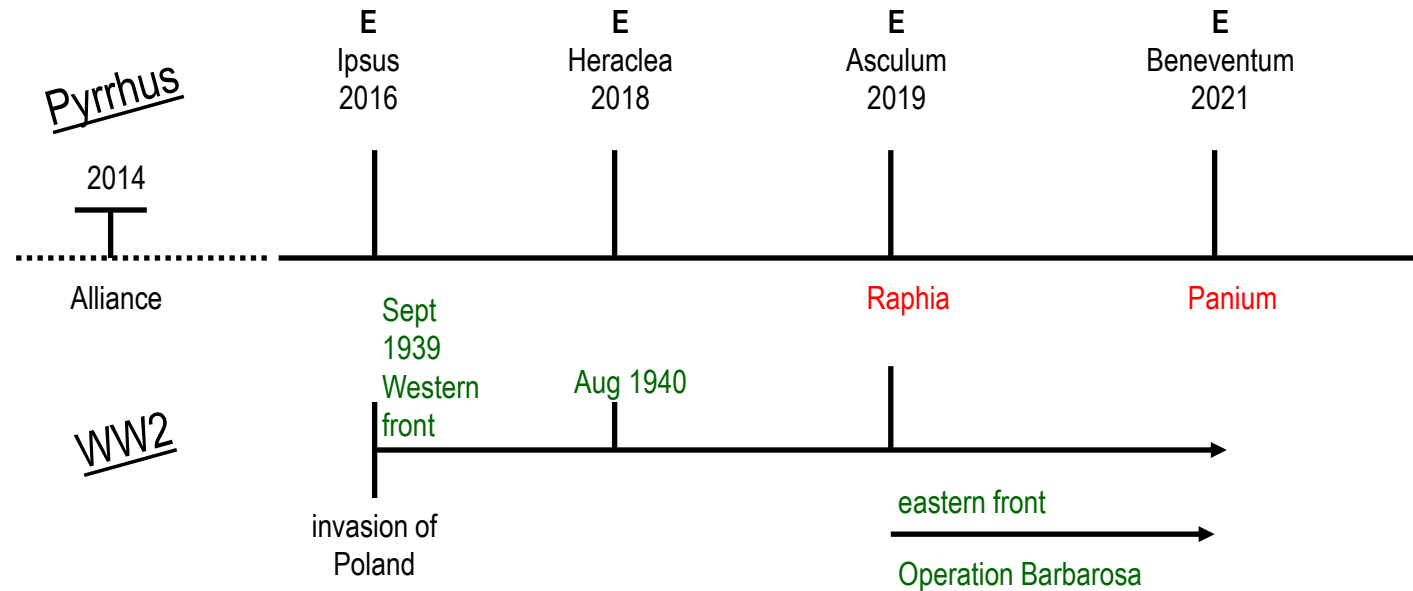 E
Ipsus
2016
E
Heraclea
2018
E
Asculum
2019
E
Beneventum
2021
Pyrrhus
2014
Alliance
Raphia
Panium
Sept
1939
Western
front
Aug 1940
WW2
invasion of
Poland
eastern front
Operation Barbarosa